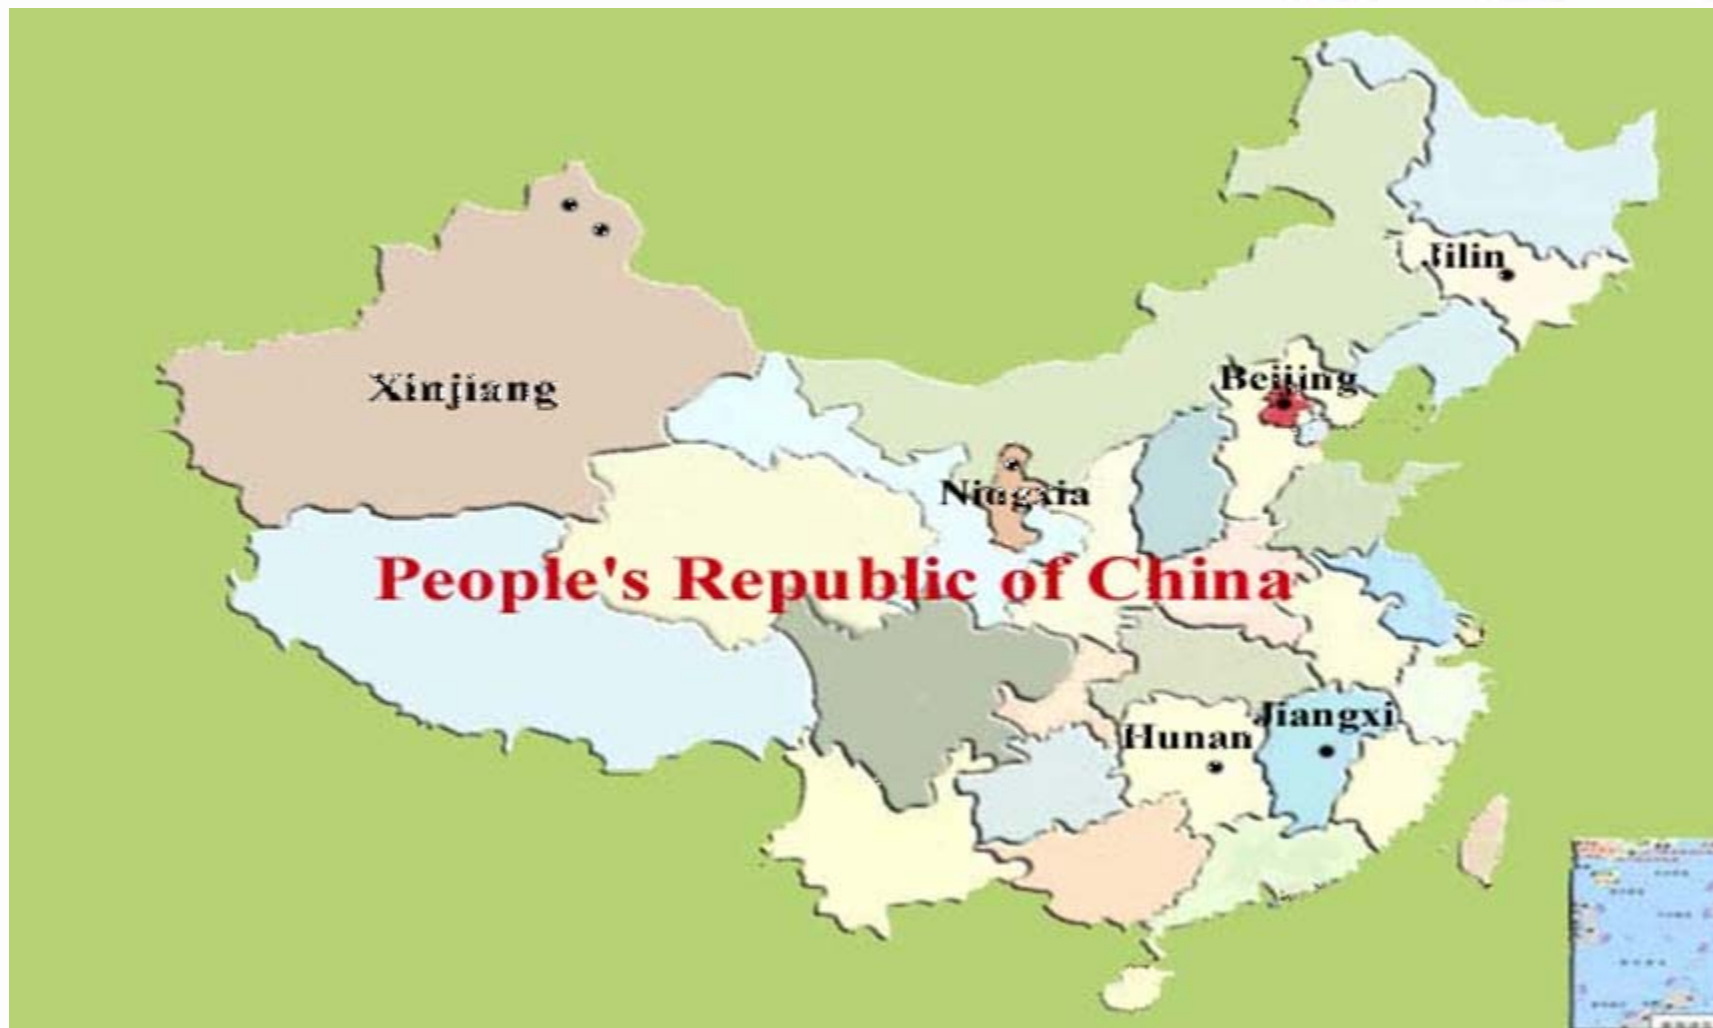 Jilin
Beijing
Xinjiang
Ningxia
People's Republic of China
Jiangxi
Hunan